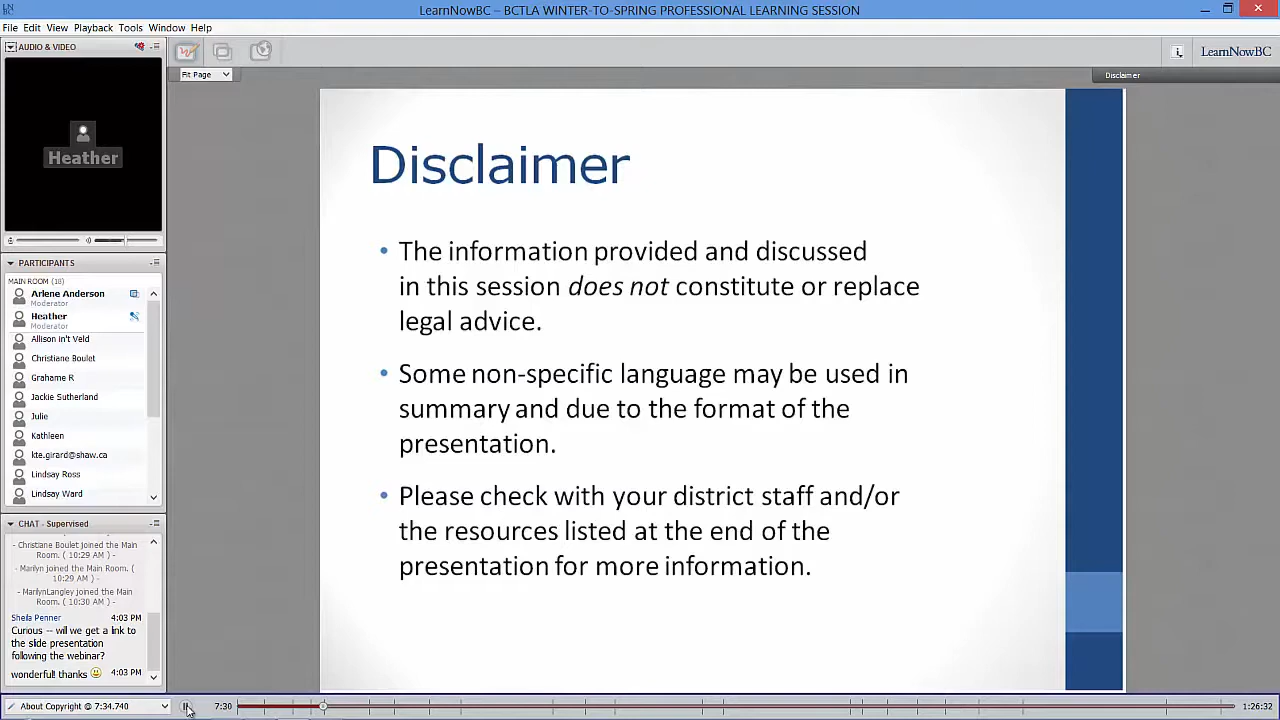 LearnNowBC – BCTLA WINTER-TO-SPRING PROFESSIONAL LEARNING SESSION
File Edit View Playback Tools Window Help
AUDIO & VIDEO
LearnNowBC
Fit Page
Disclaimer
Heather
PARTICIPANTS
MAIN ROOM (18)
Arlene Anderson
Moderator
Heather
Moderator
Allison in't Veld
Christiane Boulet
Grahame R
Jackie Sutherland
Julie
Kathleen
kte.girard@shaw.ca
Lindsay Ross
Lindsay Ward
CHAT - Supervised
- Christiane Boulet joined the Main
Room. ( 10:29 AM ) -
- Marilyn joined the Main Room. (
10:29 AM ) -
- MarilynLangley joined the Main
Room. ( 10:30 AM ) -
Sheila Penner 4:03 PM
Curious -- will we get a link to
the slide presentation
following the webinar?
wonderful! thanks 4:03 PM
Disclaimer
• The information provided and discussed
in this session does not constitute or replace
legal advice.
• Some non-specific language may be used in
summary and due to the format of the
presentation.
• Please check with your district staff and/or
the resources listed at the end of the
presentation for more information.
About Copyright @ 7:34.740
7:30
1:26:32